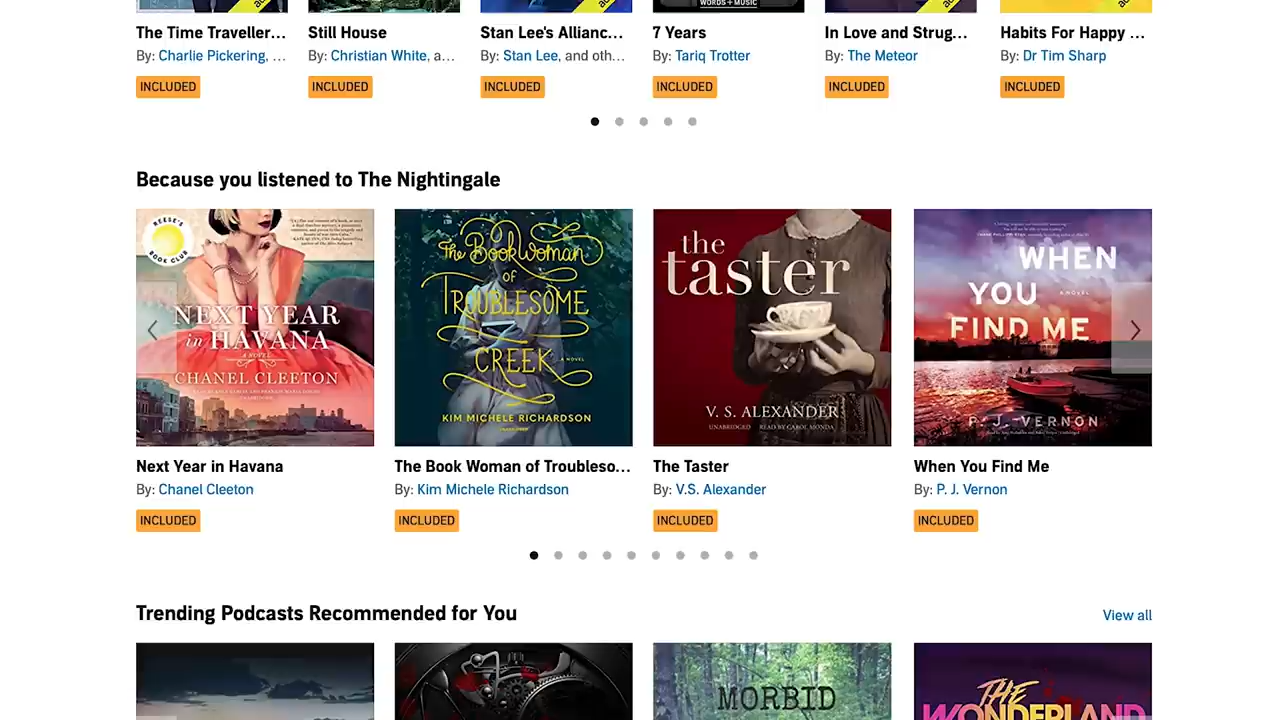 WORDS + MUSIC
The Time Traveller... Still House Stan Lee's Allianc... 7 Years In Love and Strug... Habits For Happy ...
By: Charlie Pickering, ... By: Christian White, a... By: Stan Lee, and oth... By: Tariq Trotter By: The Meteor By: Dr Tim Sharp
INCLUDED INCLUDED INCLUDED INCLUDED INCLUDED INCLUDED
Because you listened to The Nightingale
REESE'S
BOOK CLUB
NEXT YEAR
in HAVANA
A NOVEL
CHANEL CLEETON
The Book Woman
OF
TROUBLESOME
CREEK
A NOVEL
KIM MICHELE RICHARDSON
the
taster
V. S. ALEXANDER
UNABRIDGED READ BY CAROL MONDA
WHEN
YOU
A NOVEL
FIND ME
P. J. VERNON
Next Year in Havana The Book Woman of Troubleso... The Taster When You Find Me
By: Chanel Cleeton By: Kim Michele Richardson By: V.S. Alexander By: P. J. Vernon
INCLUDED INCLUDED INCLUDED INCLUDED
Trending Podcasts Recommended for You View all
MORBID
THE
WONDERLAND